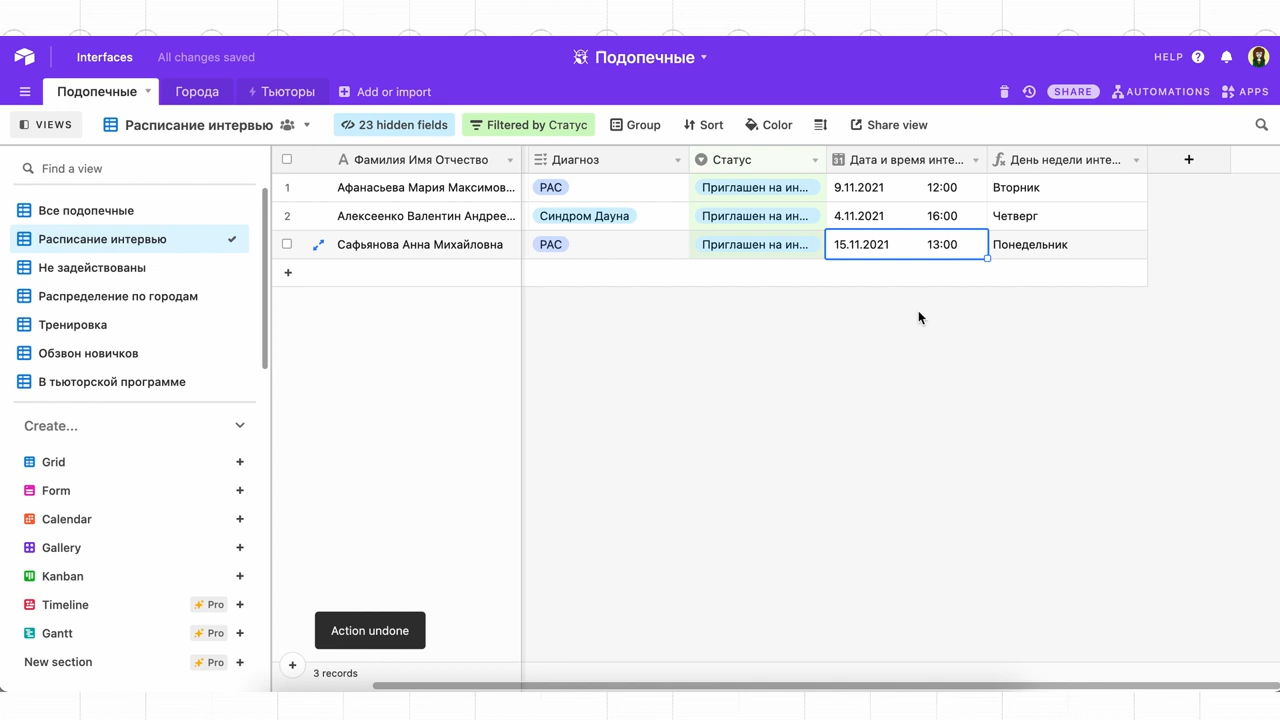 Interfaces
All changes saved
Подопечные
HELP
Подопечные
Города
Тьюторы
Add or import
SHARE
AUTOMATIONS
APPS
VIEWS
Расписание интервью
23 hidden fields
Filtered by Статус
Group
Sort
Color
Share view
Find a view
Все подопечные
Расписание интервью
Не задействованы
Распределение по городам
Тренировка
Обзвон новичков
В тьюторской программе
Create...
Grid
Form
Calendar
Gallery
Kanban
Timeline Pro
Gantt Pro
New section Pro
Фамилия Имя Отчество Диагноз Статус Дата и время инте... День недели инте...
1 Афанасьева Мария Максимов... РАС Приглашен на ин... 9.11.2021 12:00 Вторник
2 Алексеенко Валентин Андрее... Синдром Дауна Приглашен на ин... 4.11.2021 16:00 Четверг
Сафьянова Анна Михайловна РАС Приглашен на ин... 15.11.2021 13:00 Понедельник
Action undone
3 records